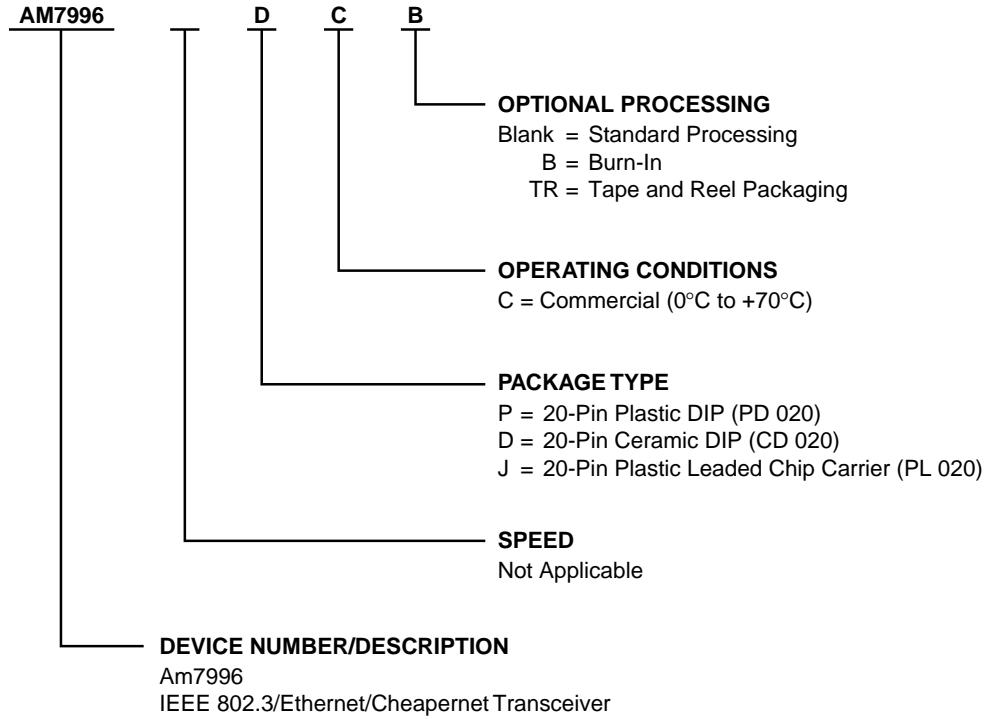 AM7996 D C B
OPTIONAL PROCESSING
Blank = Standard Processing
B = Burn-In
TR = Tape and Reel Packaging
OPERATING CONDITIONS
C = Commercial (0°C to +70°C)
PACKAGE TYPE
P = 20-Pin Plastic DIP (PD 020)
D = 20-Pin Ceramic DIP (CD 020)
J = 20-Pin Plastic Leaded Chip Carrier (PL 020)
SPEED
Not Applicable
DEVICE NUMBER/DESCRIPTION
Am7996
IEEE 802.3/Ethernet/Cheapernet Transceiver